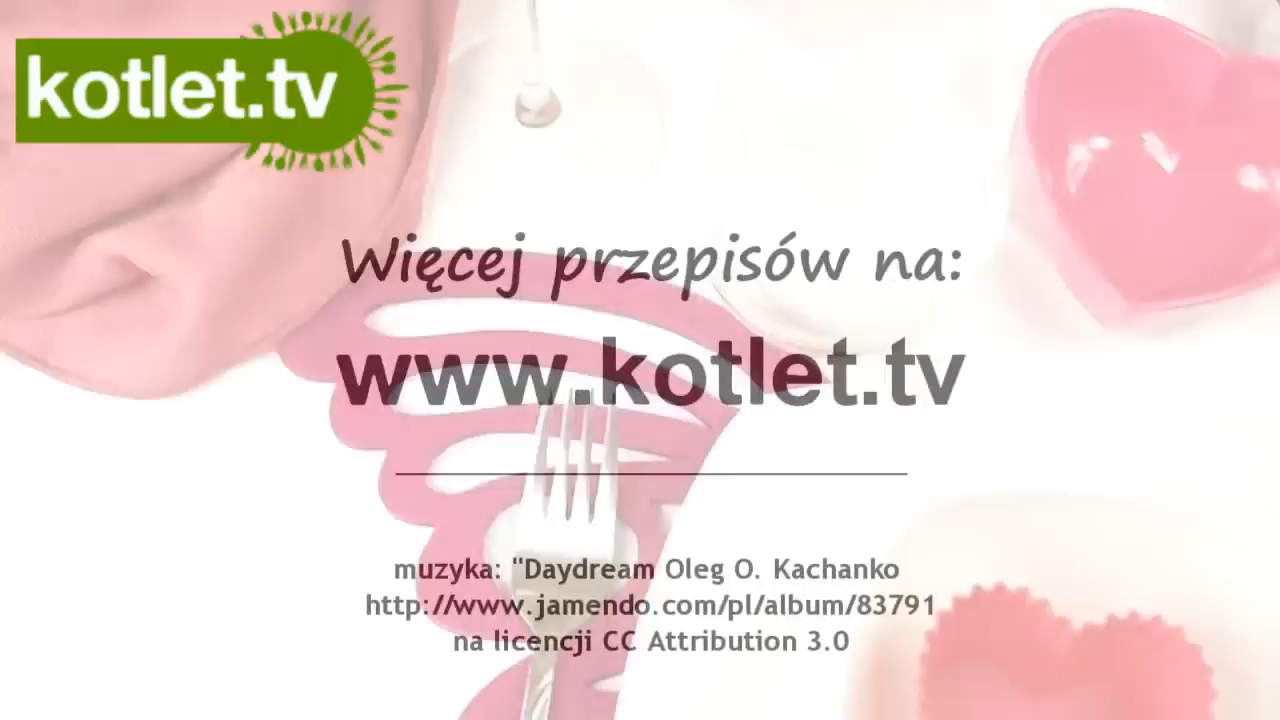 kotlet.tv
Więcej przepisów na:
www.kotlet.tv
muzyka: "Daydream Oleg O. Kachanko
http://www.jamendo.com/pl/album/83791
na licencji CC Attribution 3.0